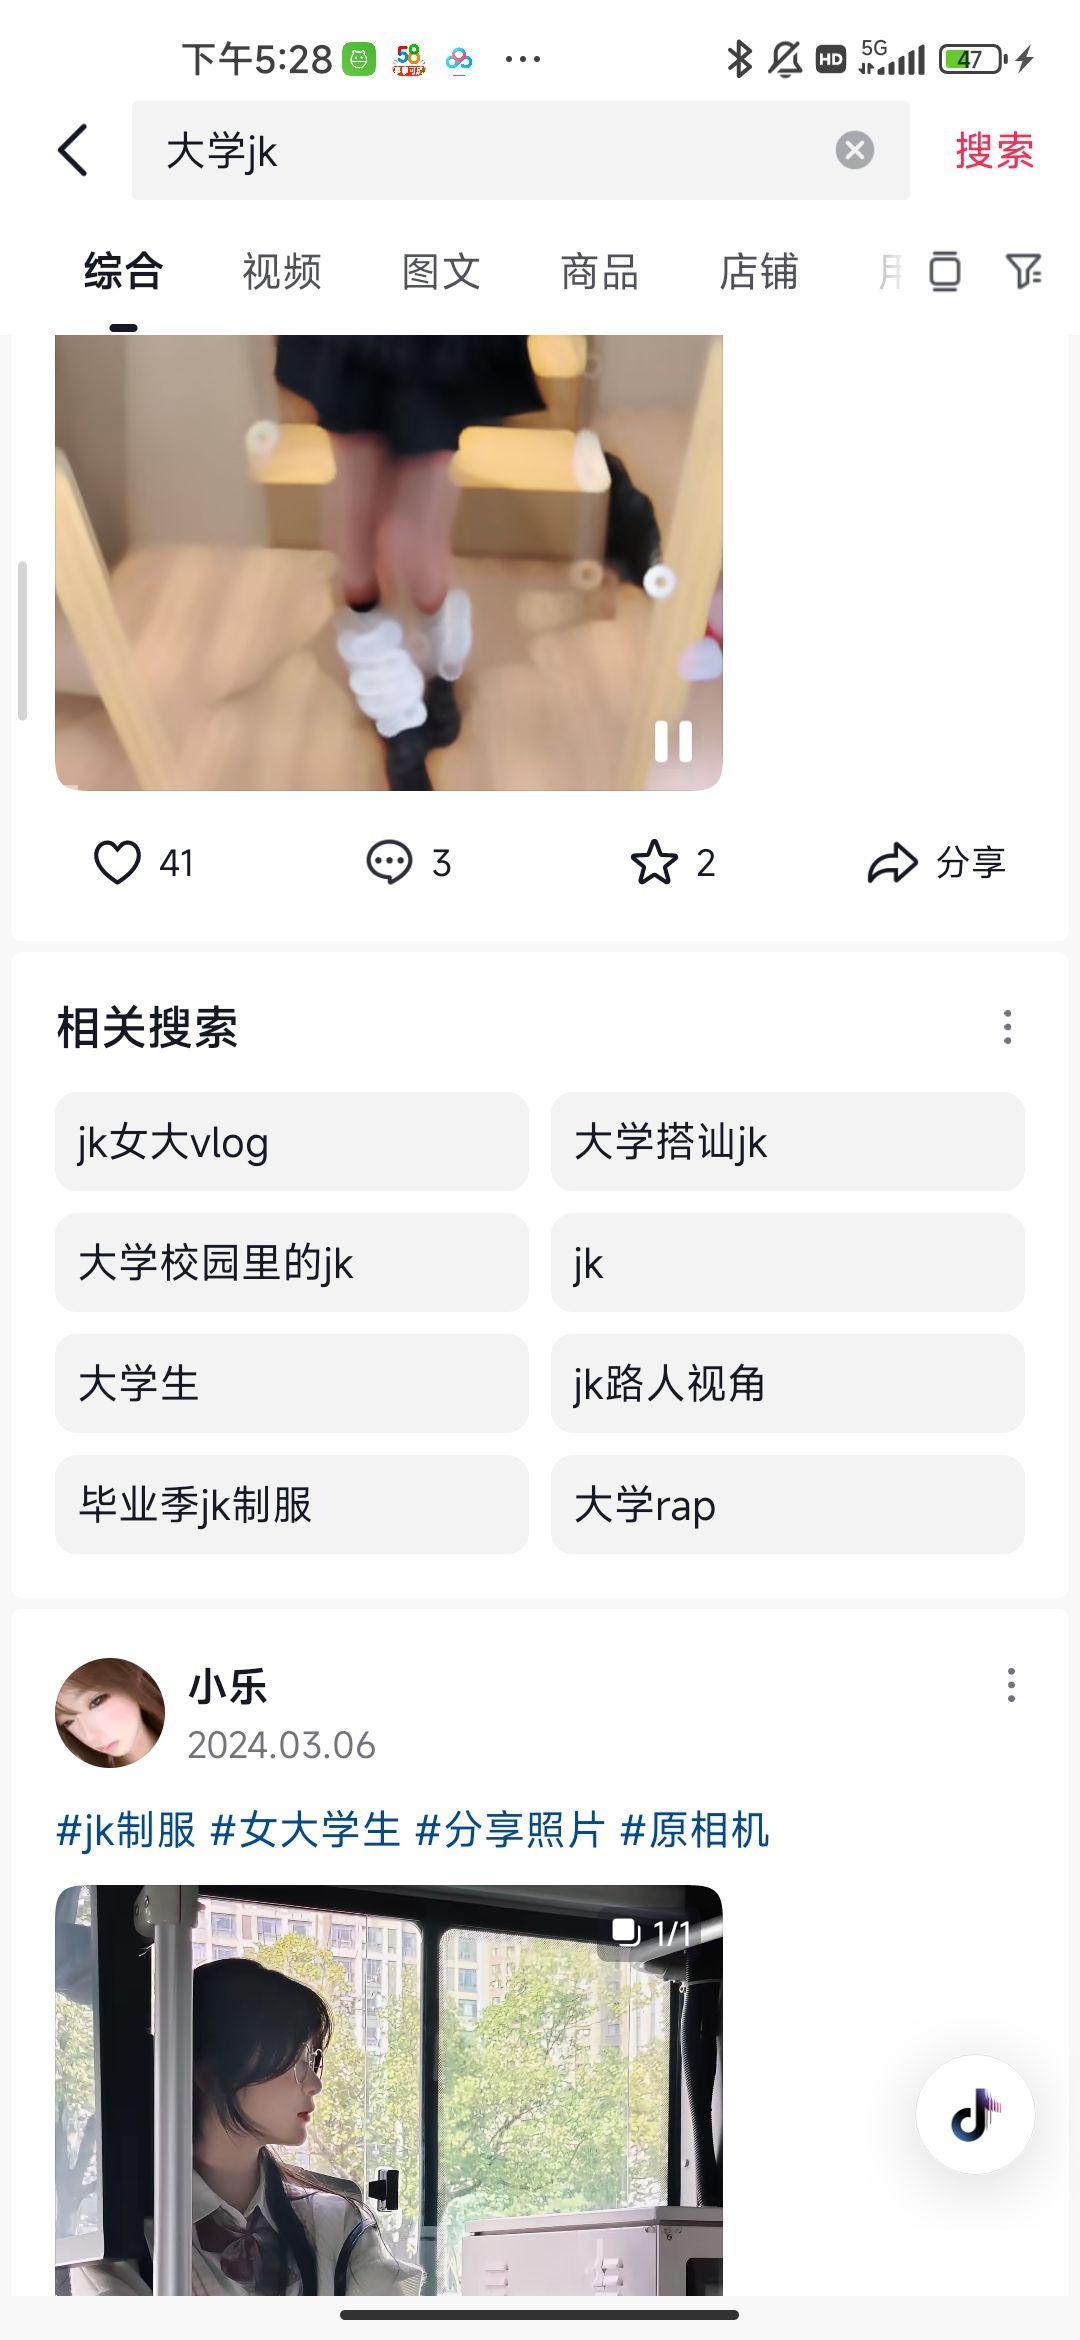 下午5:28 58 ··· HD 5G 47
大学jk 搜索
综合 视频 图文 商品 店铺
41 3 2 分享
相关搜索
jk女大vlog 大学搭讪jk
大学校园里的jk jk
大学生 jk路人视角
毕业季jk制服 大学rap
小乐
2024.03.06
#jk制服 #女大学生 #分享照片 #原相机
1/1